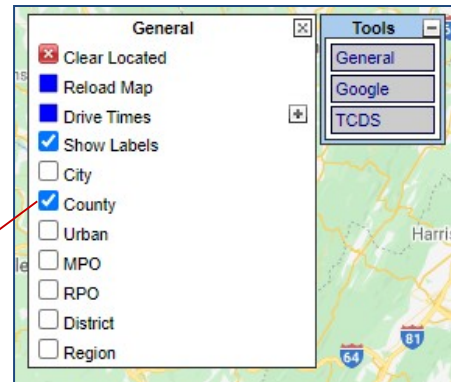 General
Clear Located
Reload Map
Drive Times
Show Labels
City
County
Urban
MPO
RPO
District
Region
Tools
General
Google
TCDS
Harris
81
64